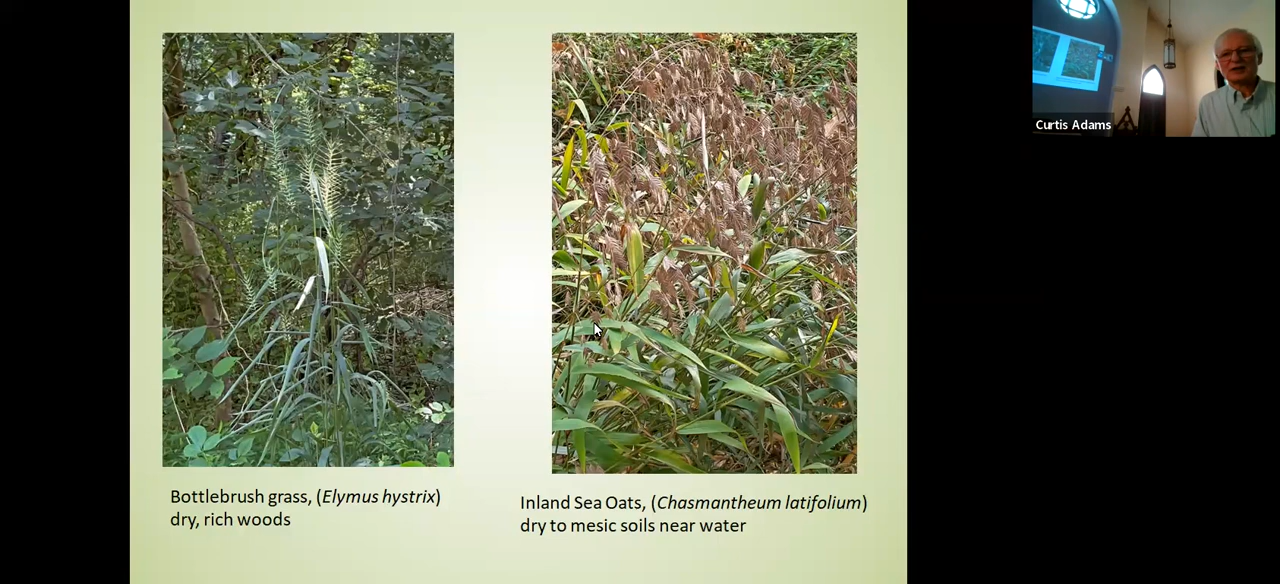 Curtis Adams
Bottlebrush grass, (Elymus hystrix)
dry, rich woods
Inland Sea Oats, (Chasmantheum latifolium)
dry to mesic soils near water